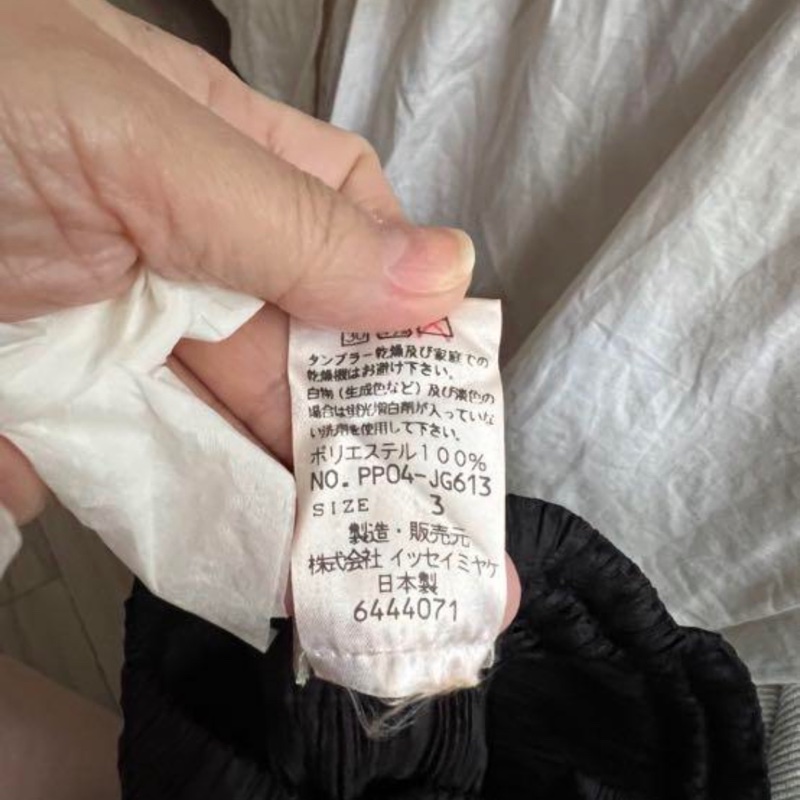 30
タンブラー乾燥及び家庭での
乾燥機はお避け下さい。
白物（生成色など）及び淡色の
場合は蛍光増白剤が入っていな
い洗剤を使用して下さい。
ポリエステル100%
NO. PP04-JG613
SIZE 3
製造・販売元
株式会社 イッセイミヤケ
日本製
6444071